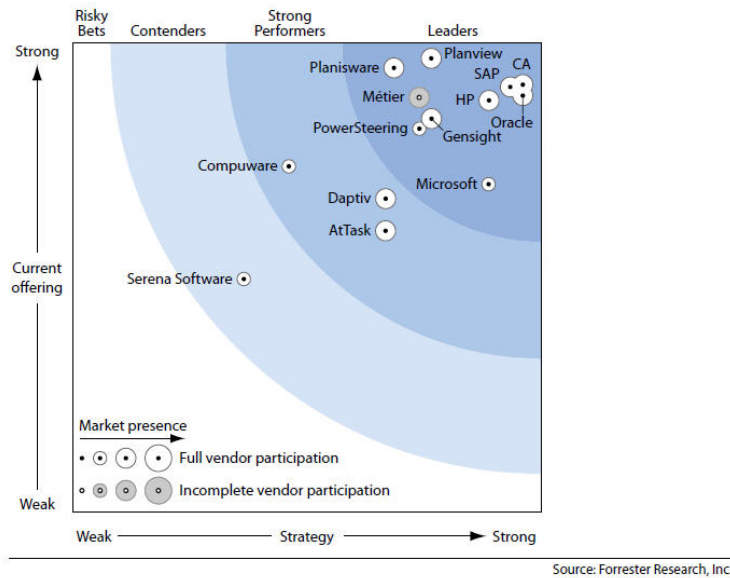 Risky
Bets
Contenders
Strong
Performers
Leaders
Strong
Planview
Planisware
CA
SAP
Métier
HP
PowerSteering
Oracle
Gensight
Compuware
Microsoft
Daptiv
AtTask
Current
offering
Serena Software
Market presence
Full vendor participation
Incomplete vendor participation
Weak
Weak
Strategy
Strong
Source: Forrester Research, Inc